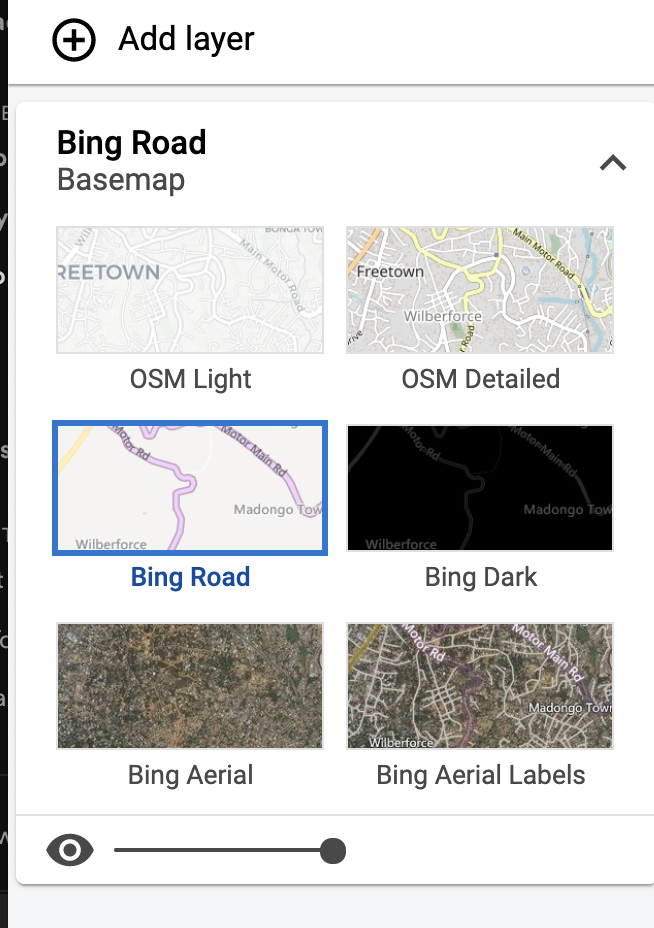 Add layer
Bing Road
Basemap
BONGA TOW
REETOWN
Main Motor Road
OSM Light
Main Motor Road
Freetown
Wilberforce
OSM Detailed
Motor Rd
Motor Main Rd
Madongo Tow
Wilberforce
Bing Road
Motor Rd
Motor-Main Rd
Madongo Tow
Wilberforce
Bing Dark
Bing Aerial
Motor Rd
Motor Main Rd
Madongo Town
Wilberforce
Bing Aerial Labels